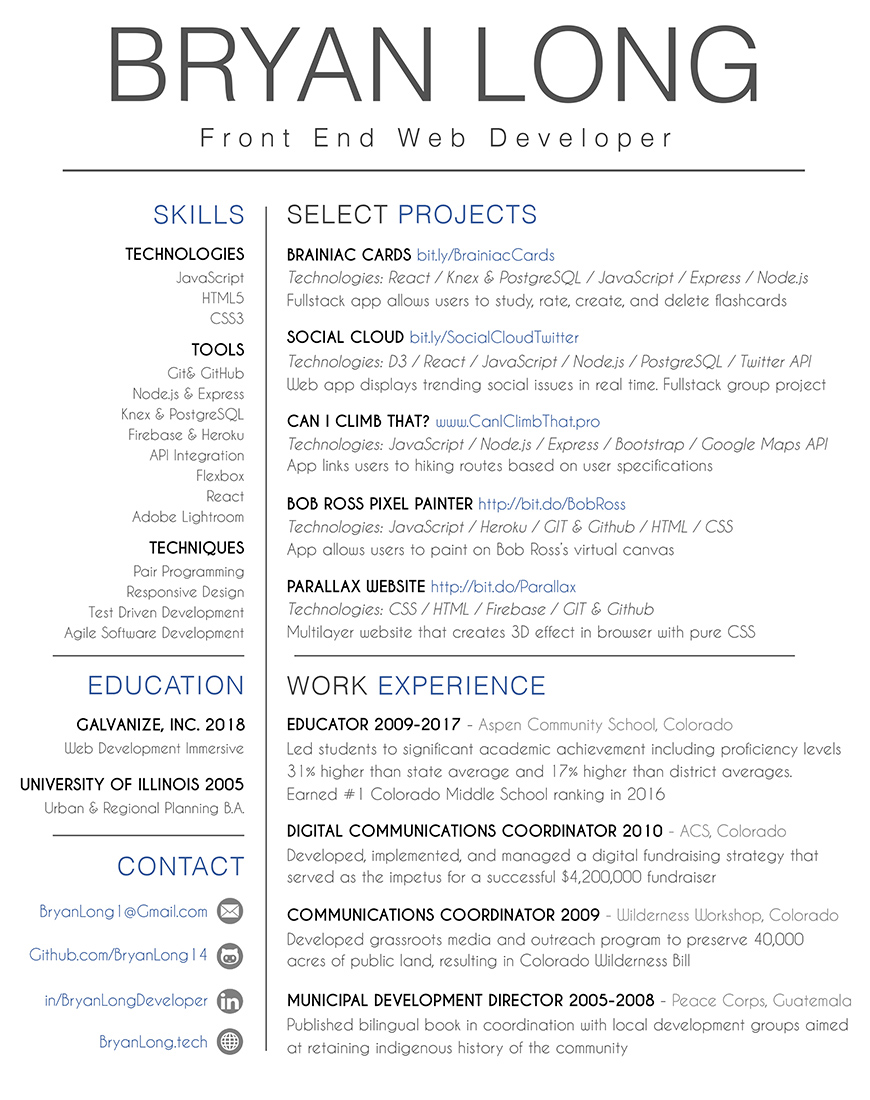 BRYAN LONG
Front End Web Developer
SKILLS
TECHNOLOGIES
JavaScript
HTML5
CSS3
TOOLS
Git& GitHub
Node.js & Express
Knex & PostgreSQL
Firebase & Heroku
API Integration
Flexbox
React
Adobe Lightroom
TECHNIQUES
Pair Programming
Responsive Design
Test Driven Development
Agile Software Development
EDUCATION
GALVANIZE, INC. 2018
Web Development Immersive
UNIVERSITY OF ILLINOIS 2005
Urban & Regional Planning B.A.
CONTACT
BryanLong1@Gmail.com
Github.com/BryanLong14
in/BryanLongDeveloper
in
BryanLong.tech
SELECT PROJECTS
BRAINIAC CARDS bit.ly/BrainiacCards
Technologies: React / Knex & PostgreSQL / JavaScript / Express / Node.js
Fullstack app allows users to study, rate, create, and delete flashcards
SOCIAL CLOUD bit.ly/SocialCloudTwitter
Technologies: D3 / React / JavaScript / Node.js / PostgreSQL / Twitter API
Web app displays trending social issues in real time. Fullstack group project
CAN I CLIMB THAT? www.CanIClimbThat.pro
Technologies: JavaScript / Node.js / Express / Bootstrap / Google Maps API
App links users to hiking routes based on user specifications
BOB ROSS PIXEL PAINTER http://bit.do/BobRoss
Technologies: JavaScript / Heroku / GIT & Github / HTML / CSS
App allows users to paint on Bob Ross's virtual canvas
PARALLAX WEBSITE http://bit.do/Parallax
Technologies: CSS / HTML / Firebase / GIT & Github
Multilayer website that creates 3D effect in browser with pure CSS
WORK EXPERIENCE
EDUCATOR 2009-2017 - Aspen Community School, Colorado
Led students to significant academic achievement including proficiency levels
31% higher than state average and 17% higher than district averages.
Earned #1 Colorado Middle School ranking in 2016
DIGITAL COMMUNICATIONS COORDINATOR 2010 - ACS, Colorado
Developed, implemented, and managed a digital fundraising strategy that
served as the impetus for a successful $4,200,000 fundraiser
COMMUNICATIONS COORDINATOR 2009 - Wilderness Workshop, Colorado
Developed grassroots media and outreach program to preserve 40,000
acres of public land, resulting in Colorado Wilderness Bill
MUNICIPAL DEVELOPMENT DIRECTOR 2005-2008 - Peace Corps, Guatemala
Published bilingual book in coordination with local development groups aimed
at retaining indigenous history of the community